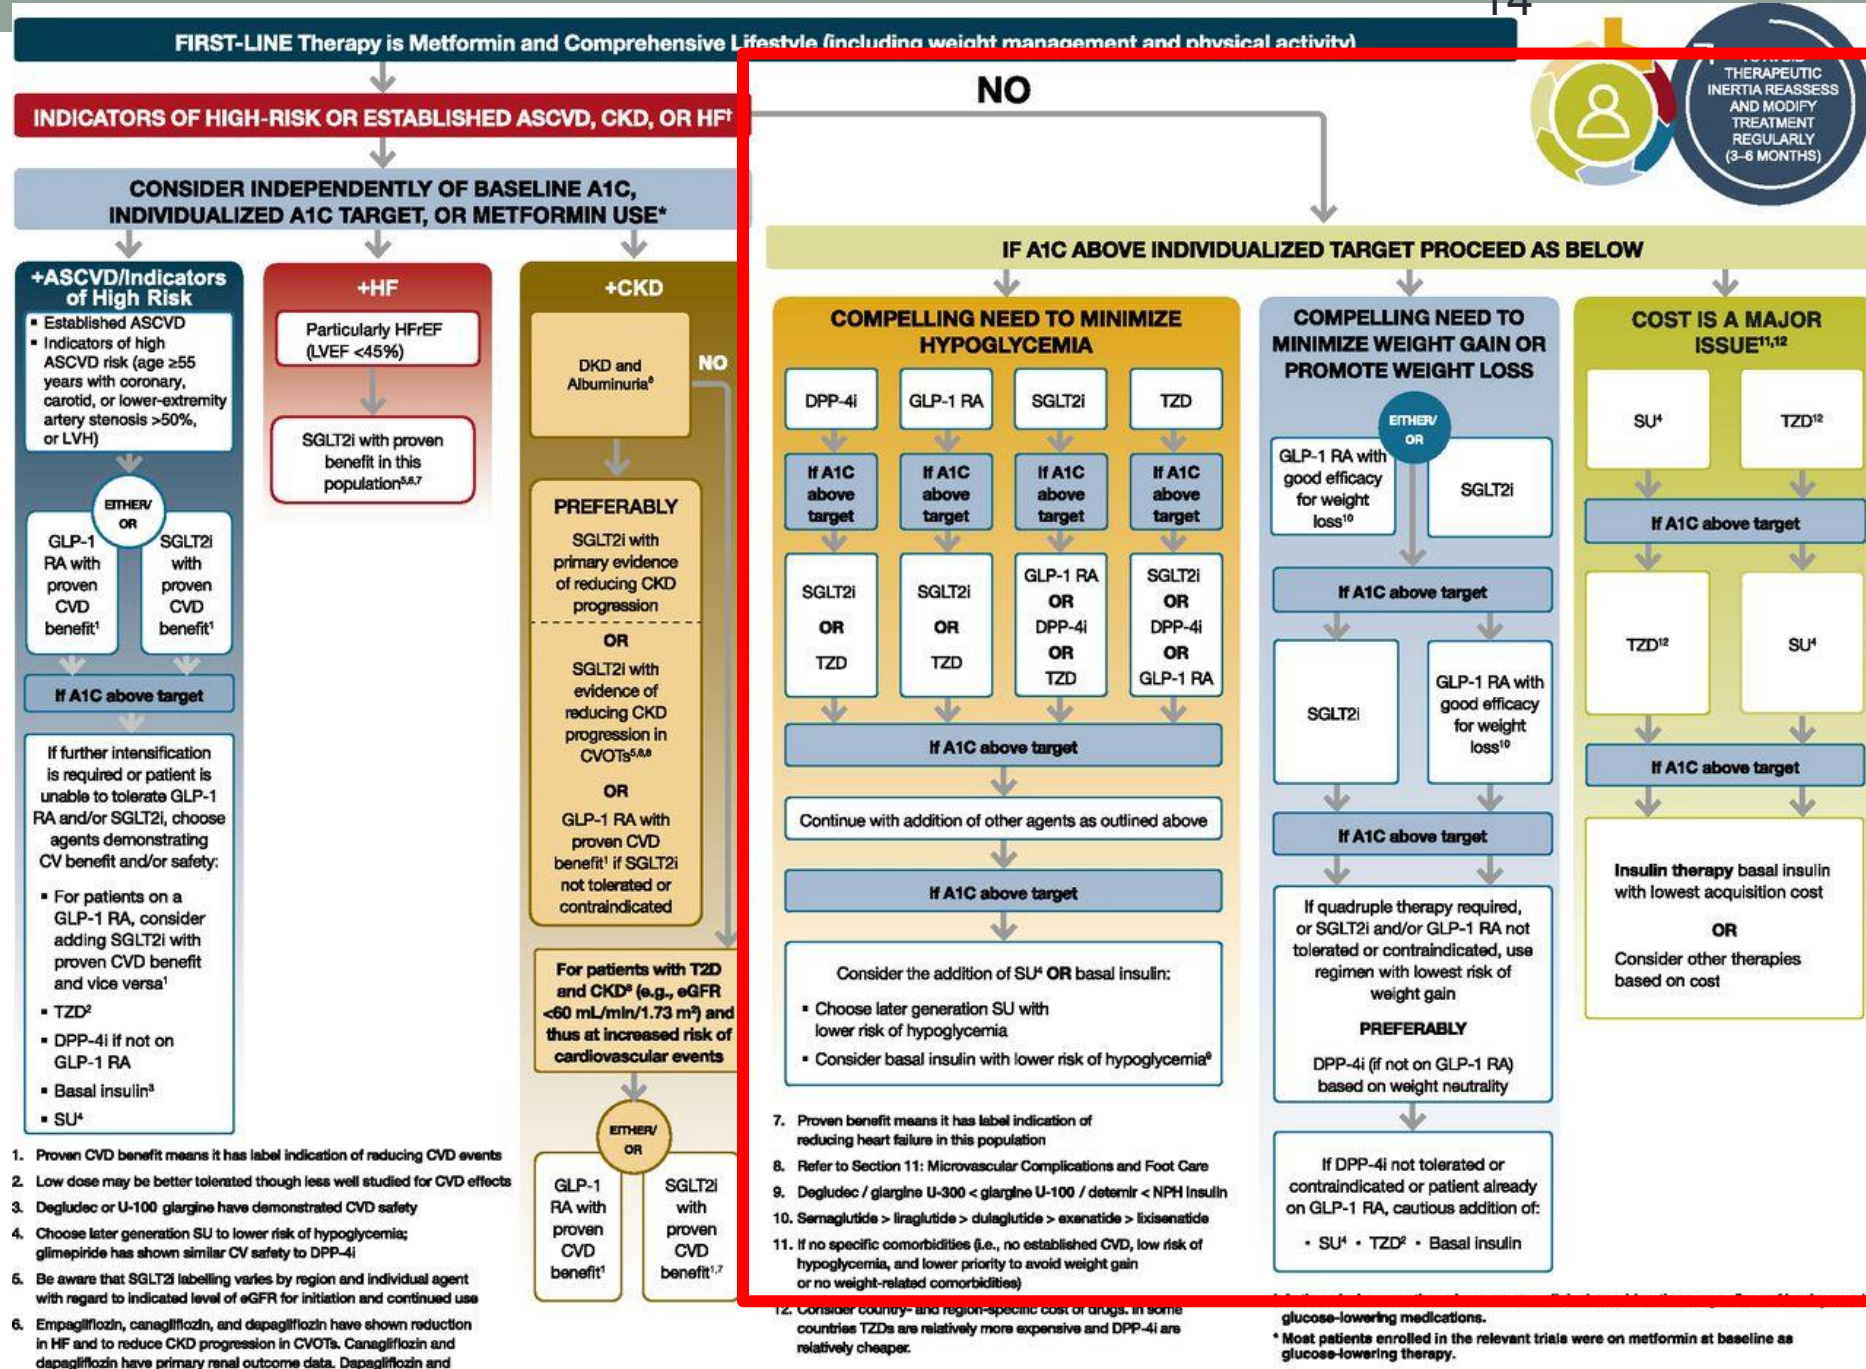 14
FIRST-LINE Therapy is Metformin and Comprehensive Lifestyle (including weight management and physical activity)
NO
THERAPEUTIC
INERTIA REASSESS
AND MODIFY
TREATMENT
REGULARLY
(3–6 MONTHS)
INDICATORS OF HIGH-RISK OR ESTABLISHED ASCVD, CKD, OR HF†
CONSIDER INDEPENDENTLY OF BASELINE A1C,
INDIVIDUALIZED A1C TARGET, OR METFORMIN USE*
+ASCVD/Indicators
of High Risk
▪ Established ASCVD
▪ Indicators of high
ASCVD risk (age ≥55
years with coronary,
carotid, or lower-extremity
artery stenosis >50%,
or LVH)
EITHER/
OR
GLP-1
RA with
proven
CVD
benefit¹
SGLT2i
with
proven
CVD
benefit¹
If A1C above target
If further intensification
is required or patient is
unable to tolerate GLP-1
RA and/or SGLT2i, choose
agents demonstrating
CV benefit and/or safety:
▪ For patients on a
GLP-1 RA, consider
adding SGLT2i with
proven CVD benefit
and vice versa¹
▪ TZD²
▪ DPP-4i if not on
GLP-1 RA
▪ Basal insulin³
▪ SU⁴
+HF
Particularly HFrEF
(LVEF <45%)
SGLT2i with proven
benefit in this
population⁵,⁶,⁷
+CKD
DKD and
Albuminuria⁸
NO
PREFERABLY
SGLT2i with
primary evidence
of reducing CKD
progression
OR
SGLT2i with
evidence of
reducing CKD
progression in
CVOTs⁵,⁶,⁸
OR
GLP-1 RA with
proven CVD
benefit¹ if SGLT2i
not tolerated or
contraindicated
For patients with T2D
and CKD⁸ (e.g., eGFR
<60 mL/min/1.73 m²) and
thus at increased risk of
cardiovascular events
EITHER/
OR
GLP-1
RA with
proven
CVD
benefit¹
SGLT2i
with
proven
CVD
benefit¹,⁷
IF A1C ABOVE INDIVIDUALIZED TARGET PROCEED AS BELOW
COMPELLING NEED TO MINIMIZE
HYPOGLYCEMIA
DPP-4i
GLP-1 RA
SGLT2i
TZD
If A1C
above
target
If A1C
above
target
If A1C
above
target
If A1C
above
target
SGLT2i
OR
TZD
SGLT2i
OR
TZD
GLP-1 RA
OR
DPP-4i
OR
TZD
SGLT2i
OR
DPP-4i
OR
GLP-1 RA
If A1C above target
Continue with addition of other agents as outlined above
If A1C above target
Consider the addition of SU⁴ OR basal insulin:
▪ Choose later generation SU with
lower risk of hypoglycemia
▪ Consider basal insulin with lower risk of hypoglycemia⁹
COMPELLING NEED TO
MINIMIZE WEIGHT GAIN OR
PROMOTE WEIGHT LOSS
EITHER/
OR
GLP-1 RA with
good efficacy
for weight
loss¹⁰
SGLT2i
If A1C above target
SGLT2i
GLP-1 RA with
good efficacy
for weight
loss¹⁰
If A1C above target
If quadruple therapy required,
or SGLT2i and/or GLP-1 RA not
tolerated or contraindicated, use
regimen with lowest risk of
weight gain
PREFERABLY
DPP-4i (if not on GLP-1 RA)
based on weight neutrality
If DPP-4i not tolerated or
contraindicated or patient already
on GLP-1 RA, cautious addition of:
• SU⁴ • TZD² • Basal insulin
COST IS A MAJOR
ISSUE¹¹,¹²
SU⁴
TZD¹²
If A1C above target
TZD¹²
SU⁴
If A1C above target
Insulin therapy basal insulin
with lowest acquisition cost
OR
Consider other therapies
based on cost
1. Proven CVD benefit means it has label indication of reducing CVD events
2. Low dose may be better tolerated though less well studied for CVD effects
3. Degludec or U-100 glargine have demonstrated CVD safety
4. Choose later generation SU to lower risk of hypoglycemia;
glimepiride has shown similar CV safety to DPP-4i
5. Be aware that SGLT2i labelling varies by region and individual agent
with regard to indicated level of eGFR for initiation and continued use
6. Empagliflozin, canagliflozin, and dapagliflozin have shown reduction
in HF and to reduce CKD progression in CVOTs. Canagliflozin and
dapagliflozin have primary renal outcome data. Dapagliflozin and
7. Proven benefit means it has label indication of
reducing heart failure in this population
8. Refer to Section 11: Microvascular Complications and Foot Care
9. Degludec / glargine U-300 < glargine U-100 / detemir < NPH insulin
10. Semaglutide > liraglutide > dulaglutide > exenatide > lixisenatide
11. If no specific comorbidities (i.e., no established CVD, low risk of
hypoglycemia, and lower priority to avoid weight gain
or no weight-related comorbidities)
12. Consider country- and region-specific cost of drugs. In some
countries TZDs are relatively more expensive and DPP-4i are
relatively cheaper.
glucose-lowering medications.
* Most patients enrolled in the relevant trials were on metformin at baseline as
glucose-lowering therapy.